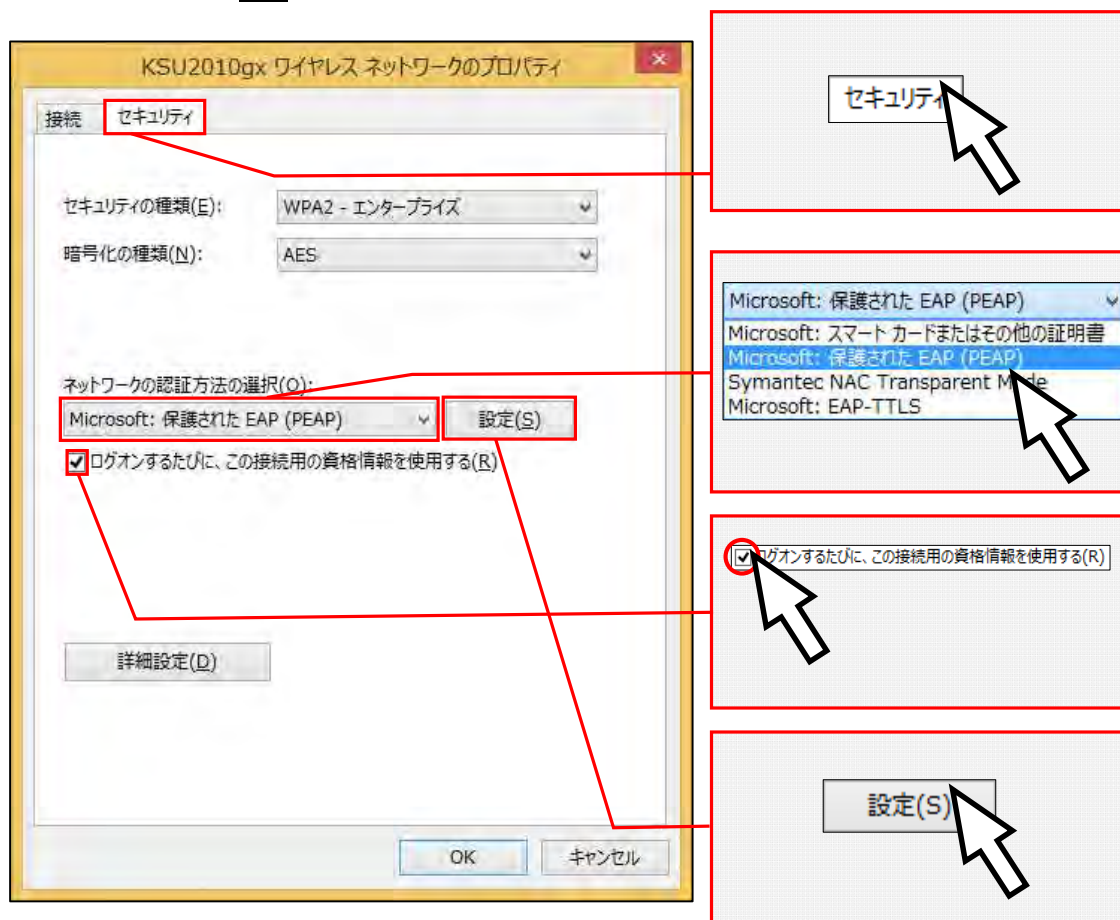 KSU2010gx ワイヤレス ネットワークのプロパティ
接続 セキュリティ
セキュリティの種類(E): WPA2 - エンタープライズ
暗号化の種類(N): AES
ネットワークの認証方法の選択(O):
Microsoft: 保護された EAP (PEAP) 設定(S)
ログオンするたびに、この接続用の資格情報を使用する(R)
詳細設定(D)
OK キャンセル
セキュリティ
Microsoft: 保護された EAP (PEAP)
Microsoft: スマート カードまたはその他の証明書
Microsoft: 保護された EAP (PEAP)
Symantec NAC Transparent Mode
Microsoft: EAP-TTLS
ログオンするたびに、この接続用の資格情報を使用する(R)
設定(S)